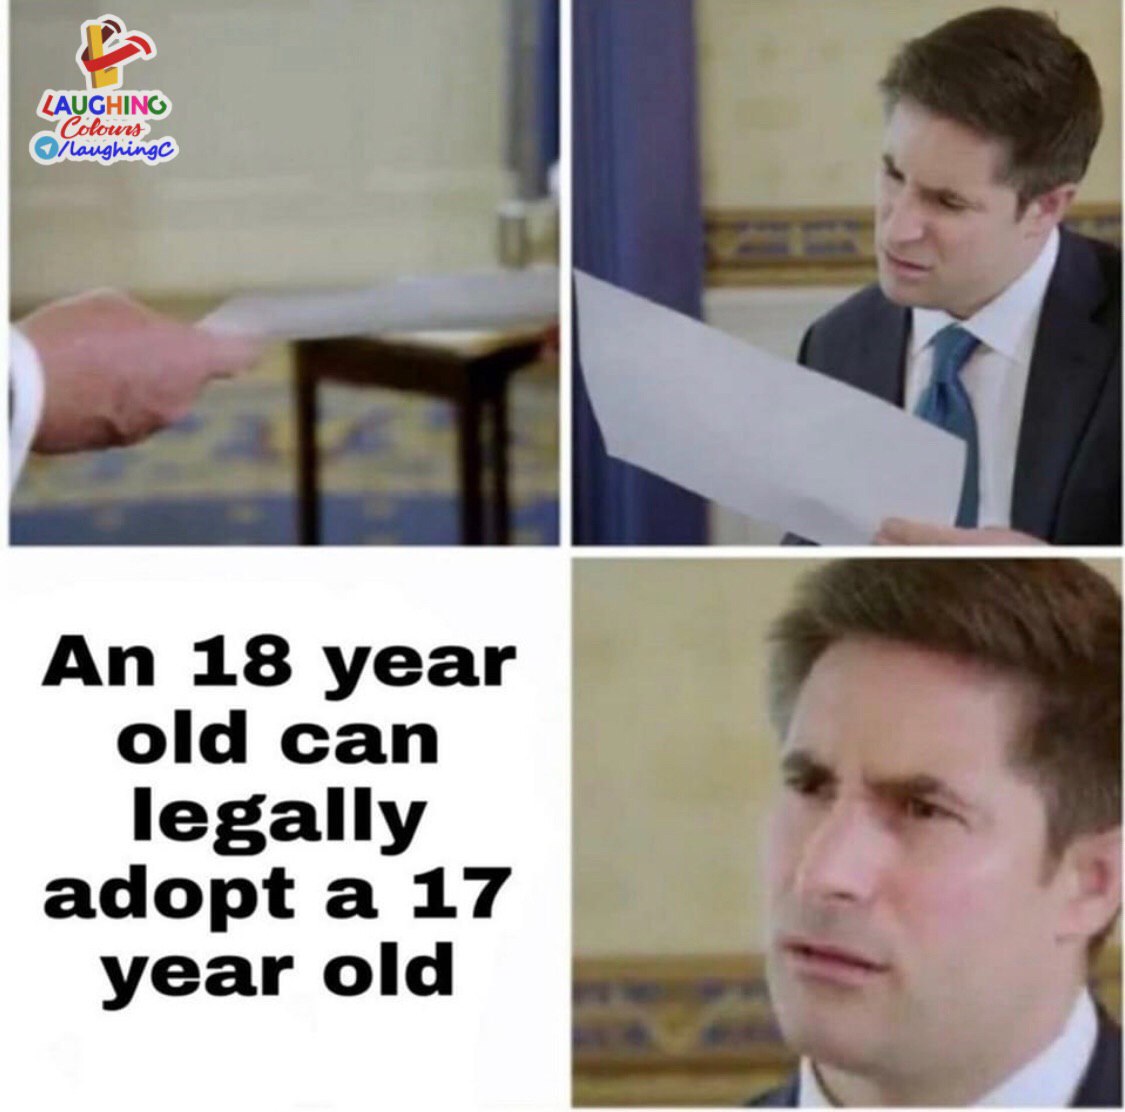 LAUGHING
Colours
/laughingC
An 18 year
old can
legally
adopt a 17
year old